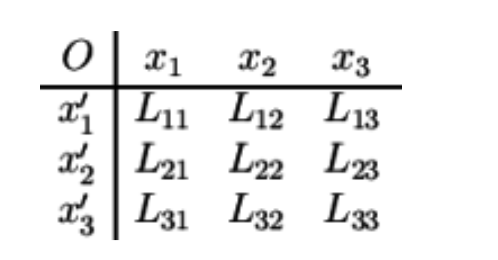 O x₁ x₂ x₃
x′₁ L₁₁ L₁₂ L₁₃
x′₂ L₂₁ L₂₂ L₂₃
x′₃ L₃₁ L₃₂ L₃₃